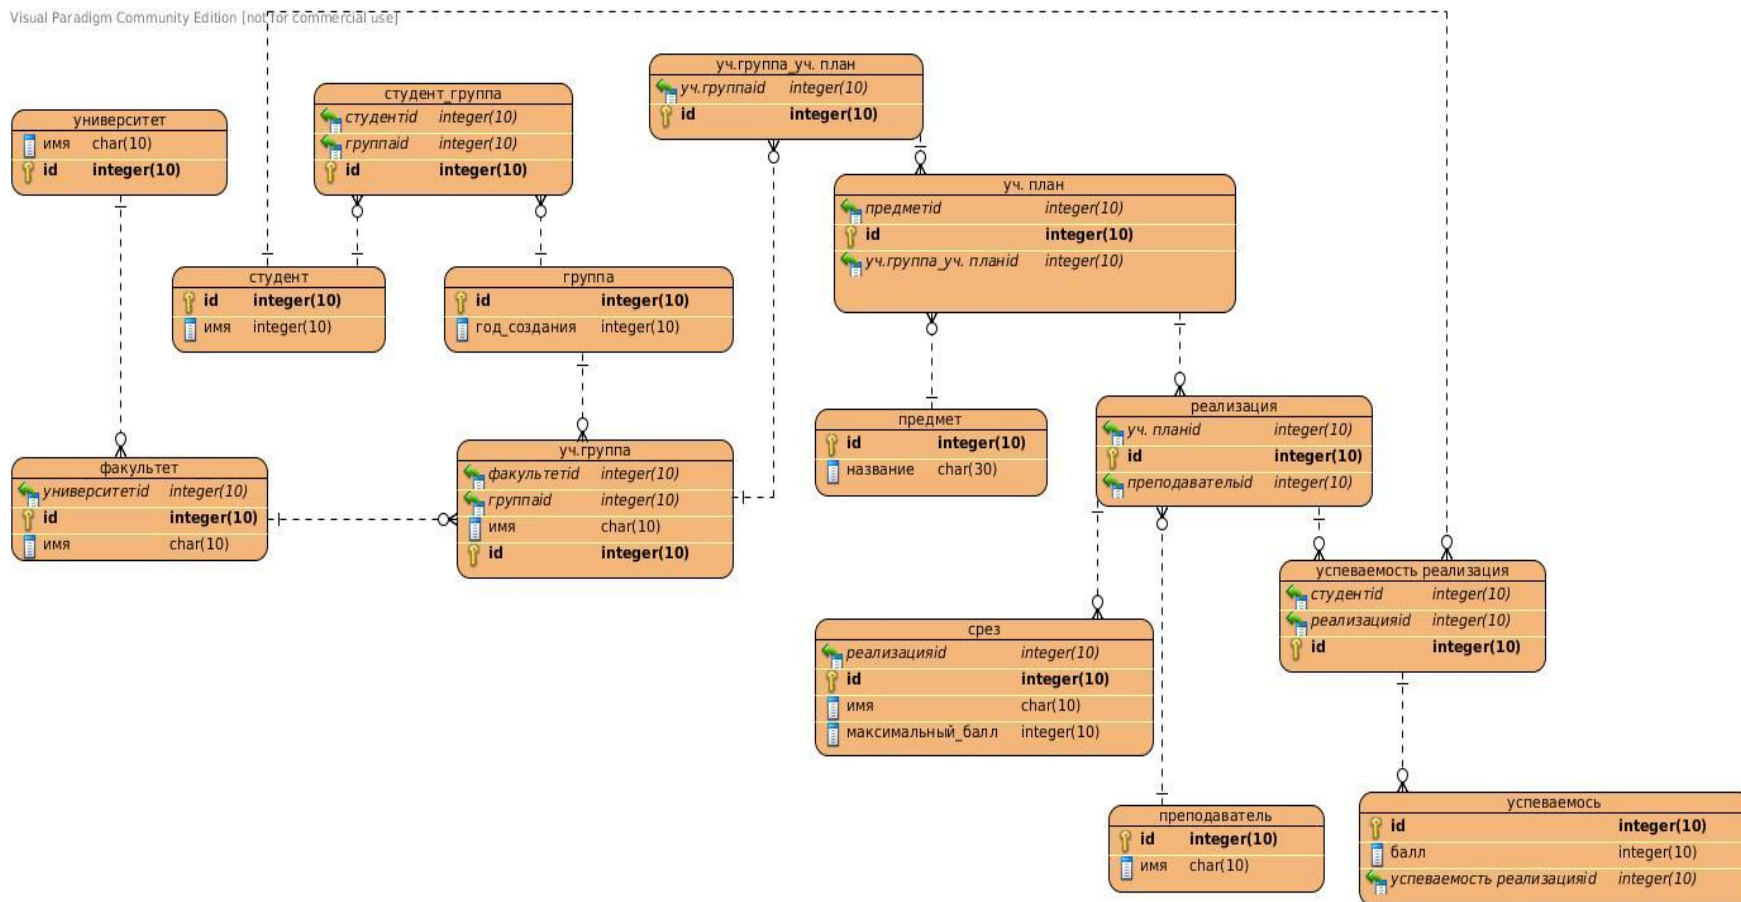 Visual Paradigm Community Edition [not for commercial use]
уч.группа_уч. план
уч.группаid integer(10)
id integer(10)
студент_группа
студентid integer(10)
группаid integer(10)
id integer(10)
университет
имя char(10)
id integer(10)
уч. план
предметid integer(10)
id integer(10)
уч.группа_уч. планid integer(10)
студент
id integer(10)
имя integer(10)
группа
id integer(10)
год_создания integer(10)
реализация
уч. планid integer(10)
id integer(10)
преподавательid integer(10)
предмет
id integer(10)
название char(30)
уч.группа
факультетid integer(10)
группаid integer(10)
имя char(10)
id integer(10)
факультет
университетid integer(10)
id integer(10)
имя char(10)
успеваемость реализация
студентid integer(10)
реализацияid integer(10)
id integer(10)
срез
реализацияid integer(10)
id integer(10)
имя char(10)
максимальный_балл integer(10)
преподаватель
id integer(10)
имя char(10)
успеваемось
id integer(10)
балл integer(10)
успеваемость реализацияid integer(10)